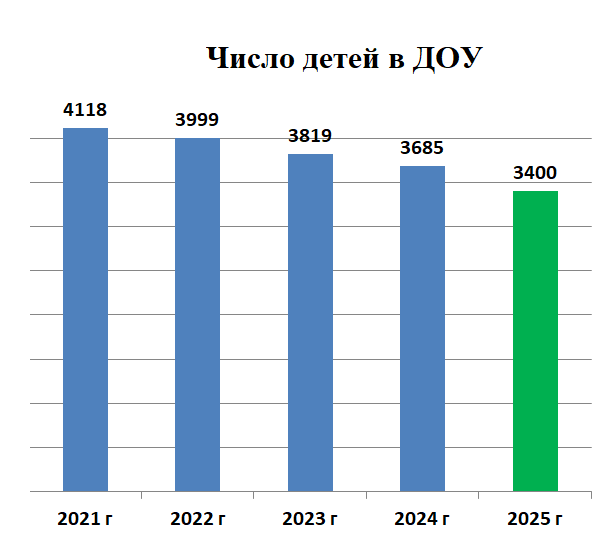 Число детей в ДОУ
4118
3999
3819
3685
3400
2021 г
2022 г
2023 г
2024 г
2025 г